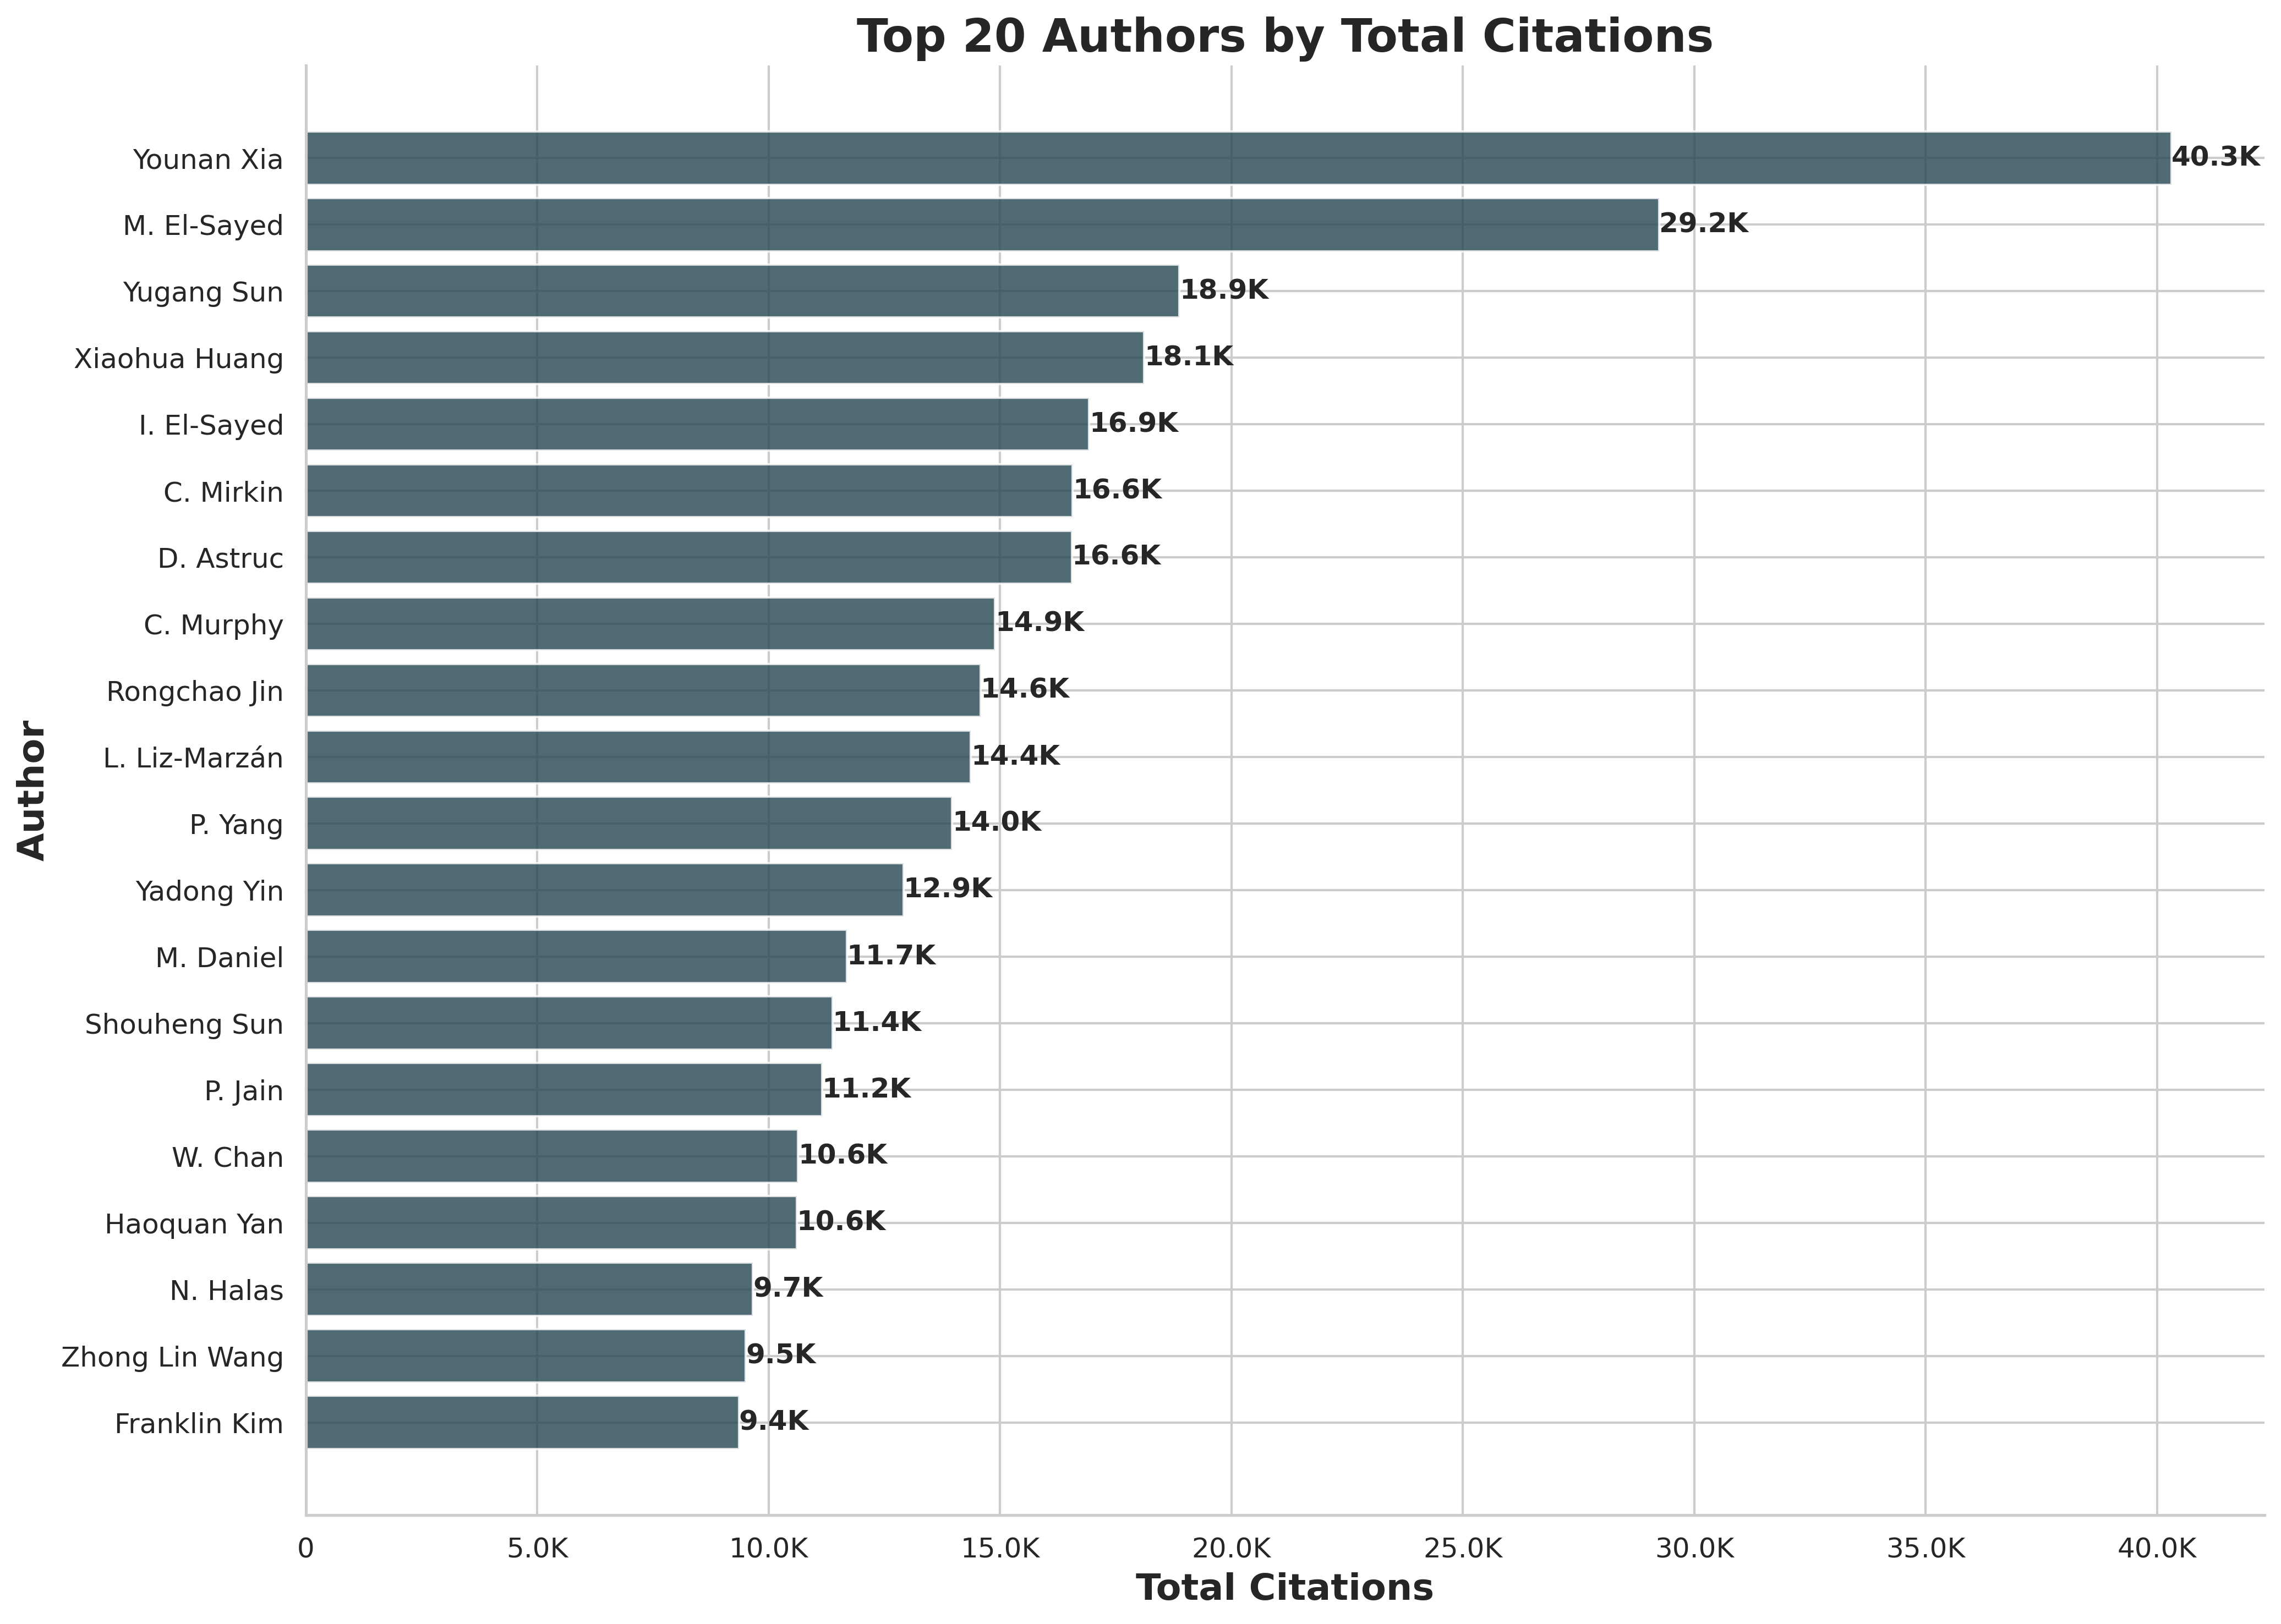 Top 20 Authors by Total Citations
Younan Xia 40.3K
M. El-Sayed 29.2K
Yugang Sun 18.9K
Xiaohua Huang 18.1K
I. El-Sayed 16.9K
C. Mirkin 16.6K
D. Astruc 16.6K
C. Murphy 14.9K
Rongchao Jin 14.6K
L. Liz-Marzán 14.4K
P. Yang 14.0K
Yadong Yin 12.9K
M. Daniel 11.7K
Shouheng Sun 11.4K
P. Jain 11.2K
W. Chan 10.6K
Haoquan Yan 10.6K
N. Halas 9.7K
Zhong Lin Wang 9.5K
Franklin Kim 9.4K
Author
0 5.0K 10.0K 15.0K 20.0K 25.0K 30.0K 35.0K 40.0K
Total Citations